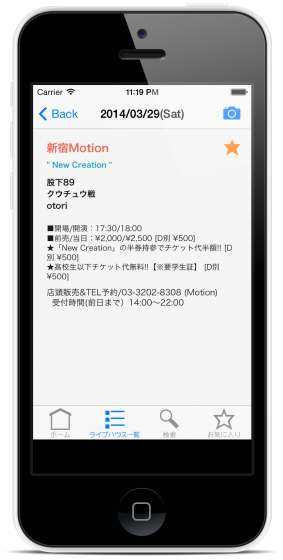 Carrier 11:19 PM
Back 2014/03/29(Sat)
新宿Motion
" New Creation "
股下89
クウチュウ戦
otori
■開場/開演：17:30/18:00
■前売/当日：¥2,000/¥2,500 [D別 ¥500]
★「New Creation」の半券持参でチケット代半額!! [D
別 ¥500]
★高校生以下チケット代無料!!【※要学生証】 [D別
¥500]
店頭販売&TEL予約/03-3202-8308 (Motion)
受付時間(前日まで）14:00〜22:00
ホーム ライブハウス一覧 検索 お気に入り